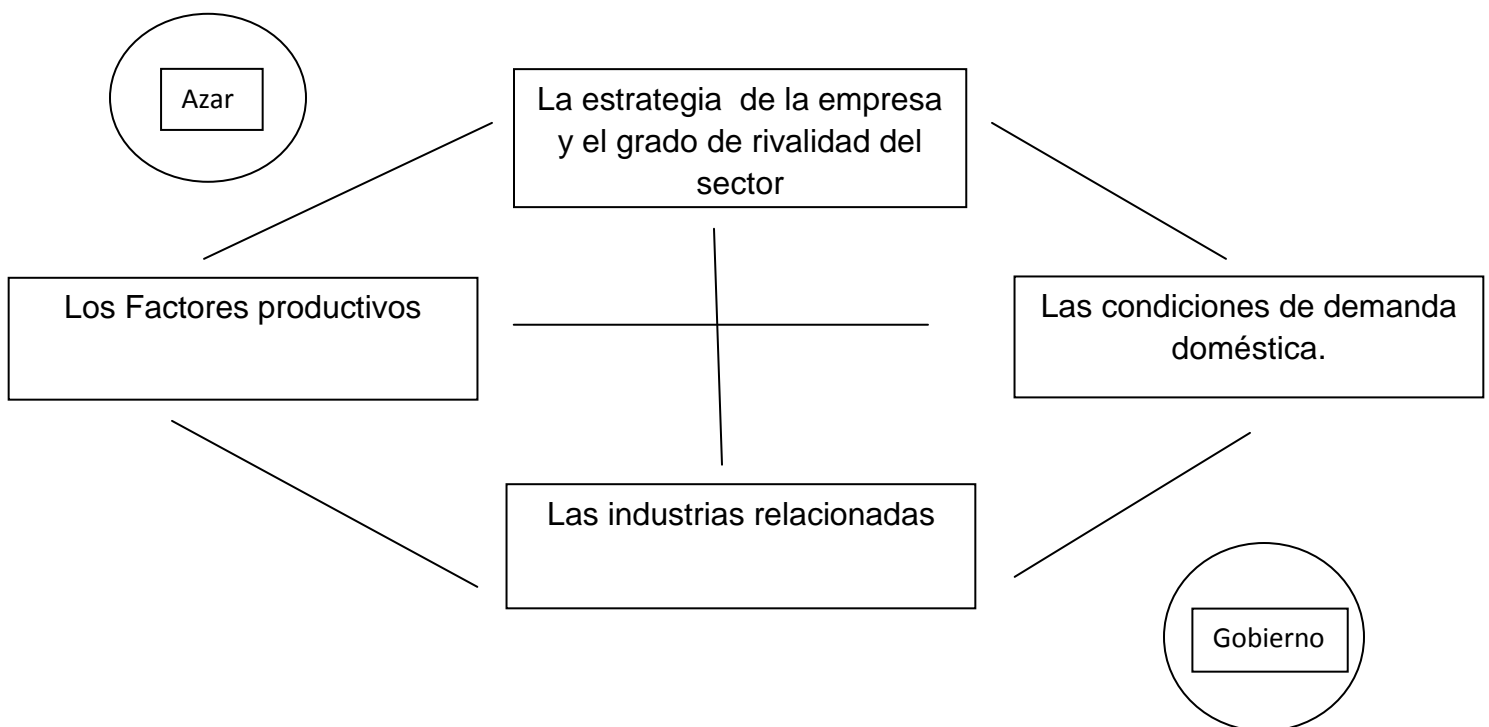 Azar
La estrategia de la empresa
y el grado de rivalidad del
sector
Los Factores productivos
Las condiciones de demanda
doméstica.
Las industrias relacionadas
Gobierno